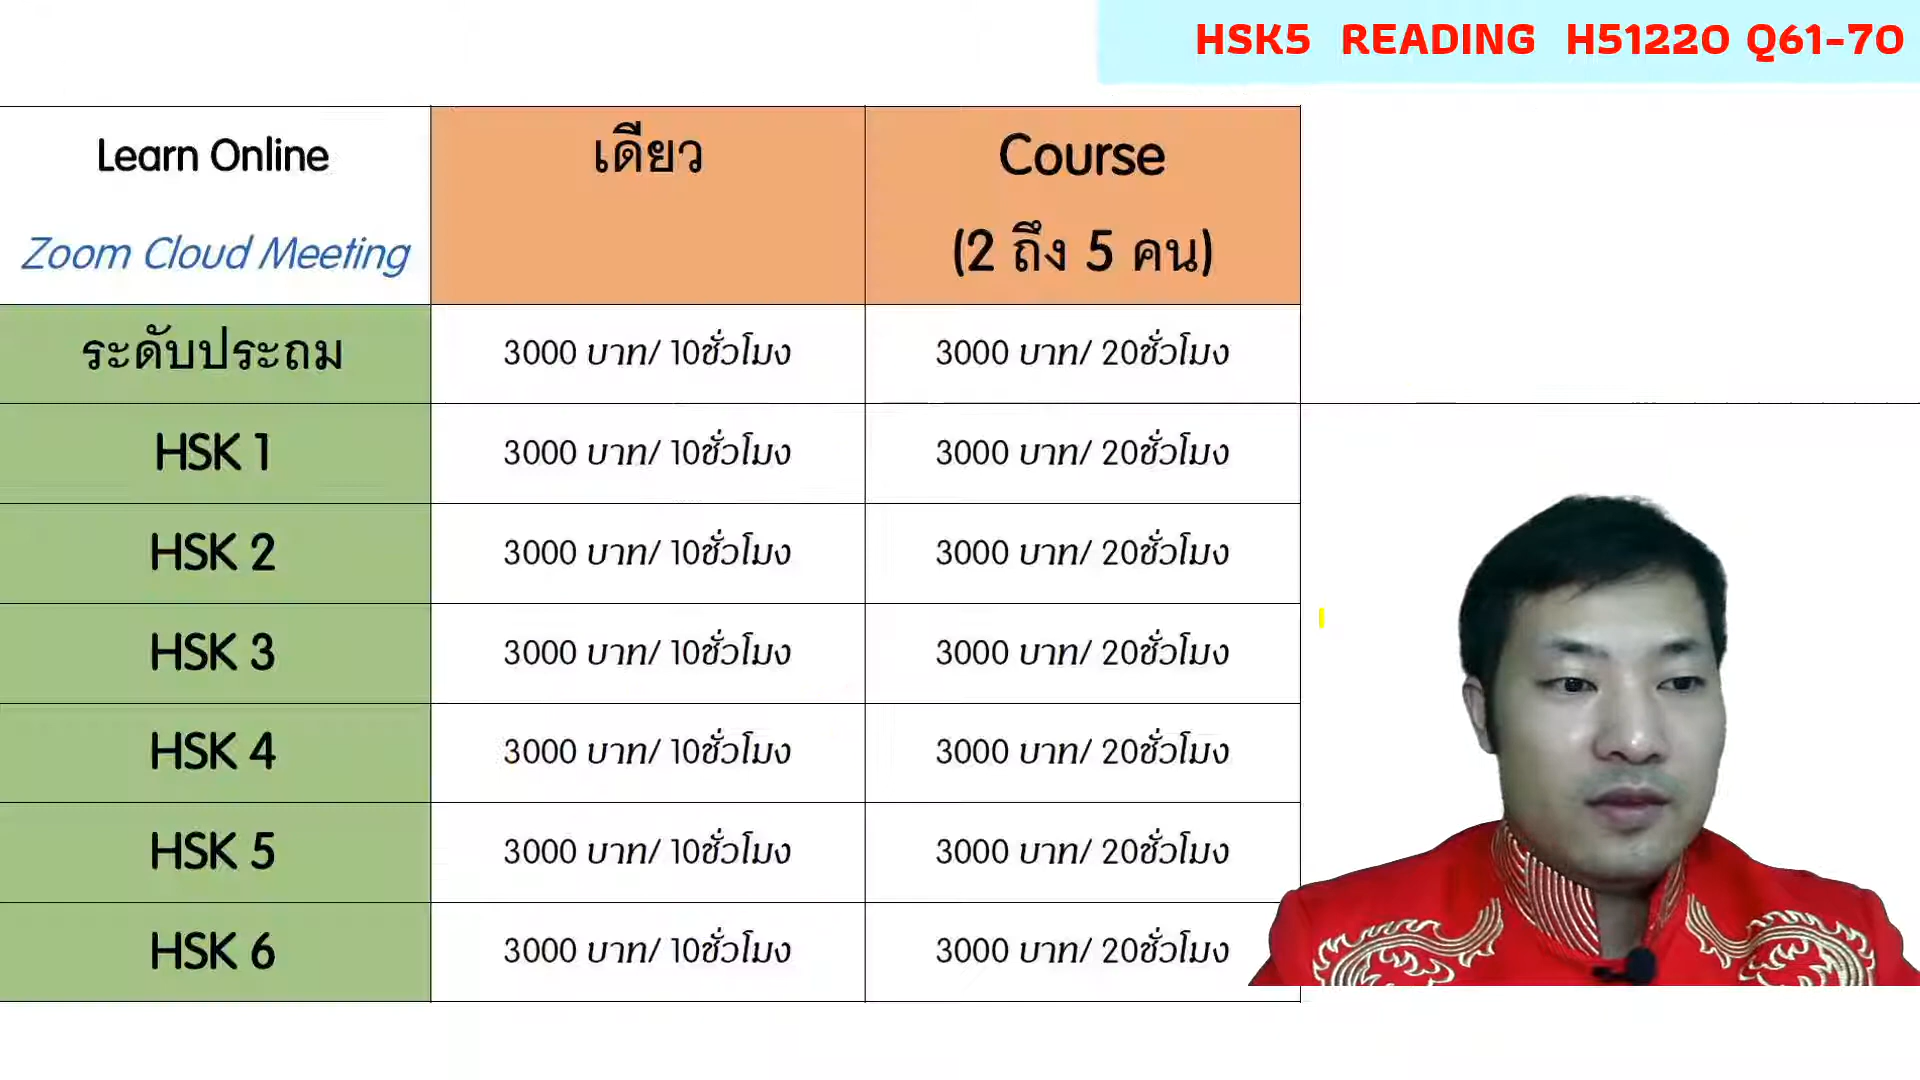 HSK5 READING H51220 Q61-70
Learn Online
Zoom Cloud Meeting
เดียว
Course
(2 ถึง 5 คน)
ระดับประถม
3000 บาท/ 10ชั่วโมง
3000 บาท/ 20ชั่วโมง
HSK 1
3000 บาท/ 10ชั่วโมง
3000 บาท/ 20ชั่วโมง
HSK 2
3000 บาท/ 10ชั่วโมง
3000 บาท/ 20ชั่วโมง
HSK 3
3000 บาท/ 10ชั่วโมง
3000 บาท/ 20ชั่วโมง
HSK 4
3000 บาท/ 10ชั่วโมง
3000 บาท/ 20ชั่วโมง
HSK 5
3000 บาท/ 10ชั่วโมง
3000 บาท/ 20ชั่วโมง
HSK 6
3000 บาท/ 10ชั่วโมง
3000 บาท/ 20ชั่วโมง